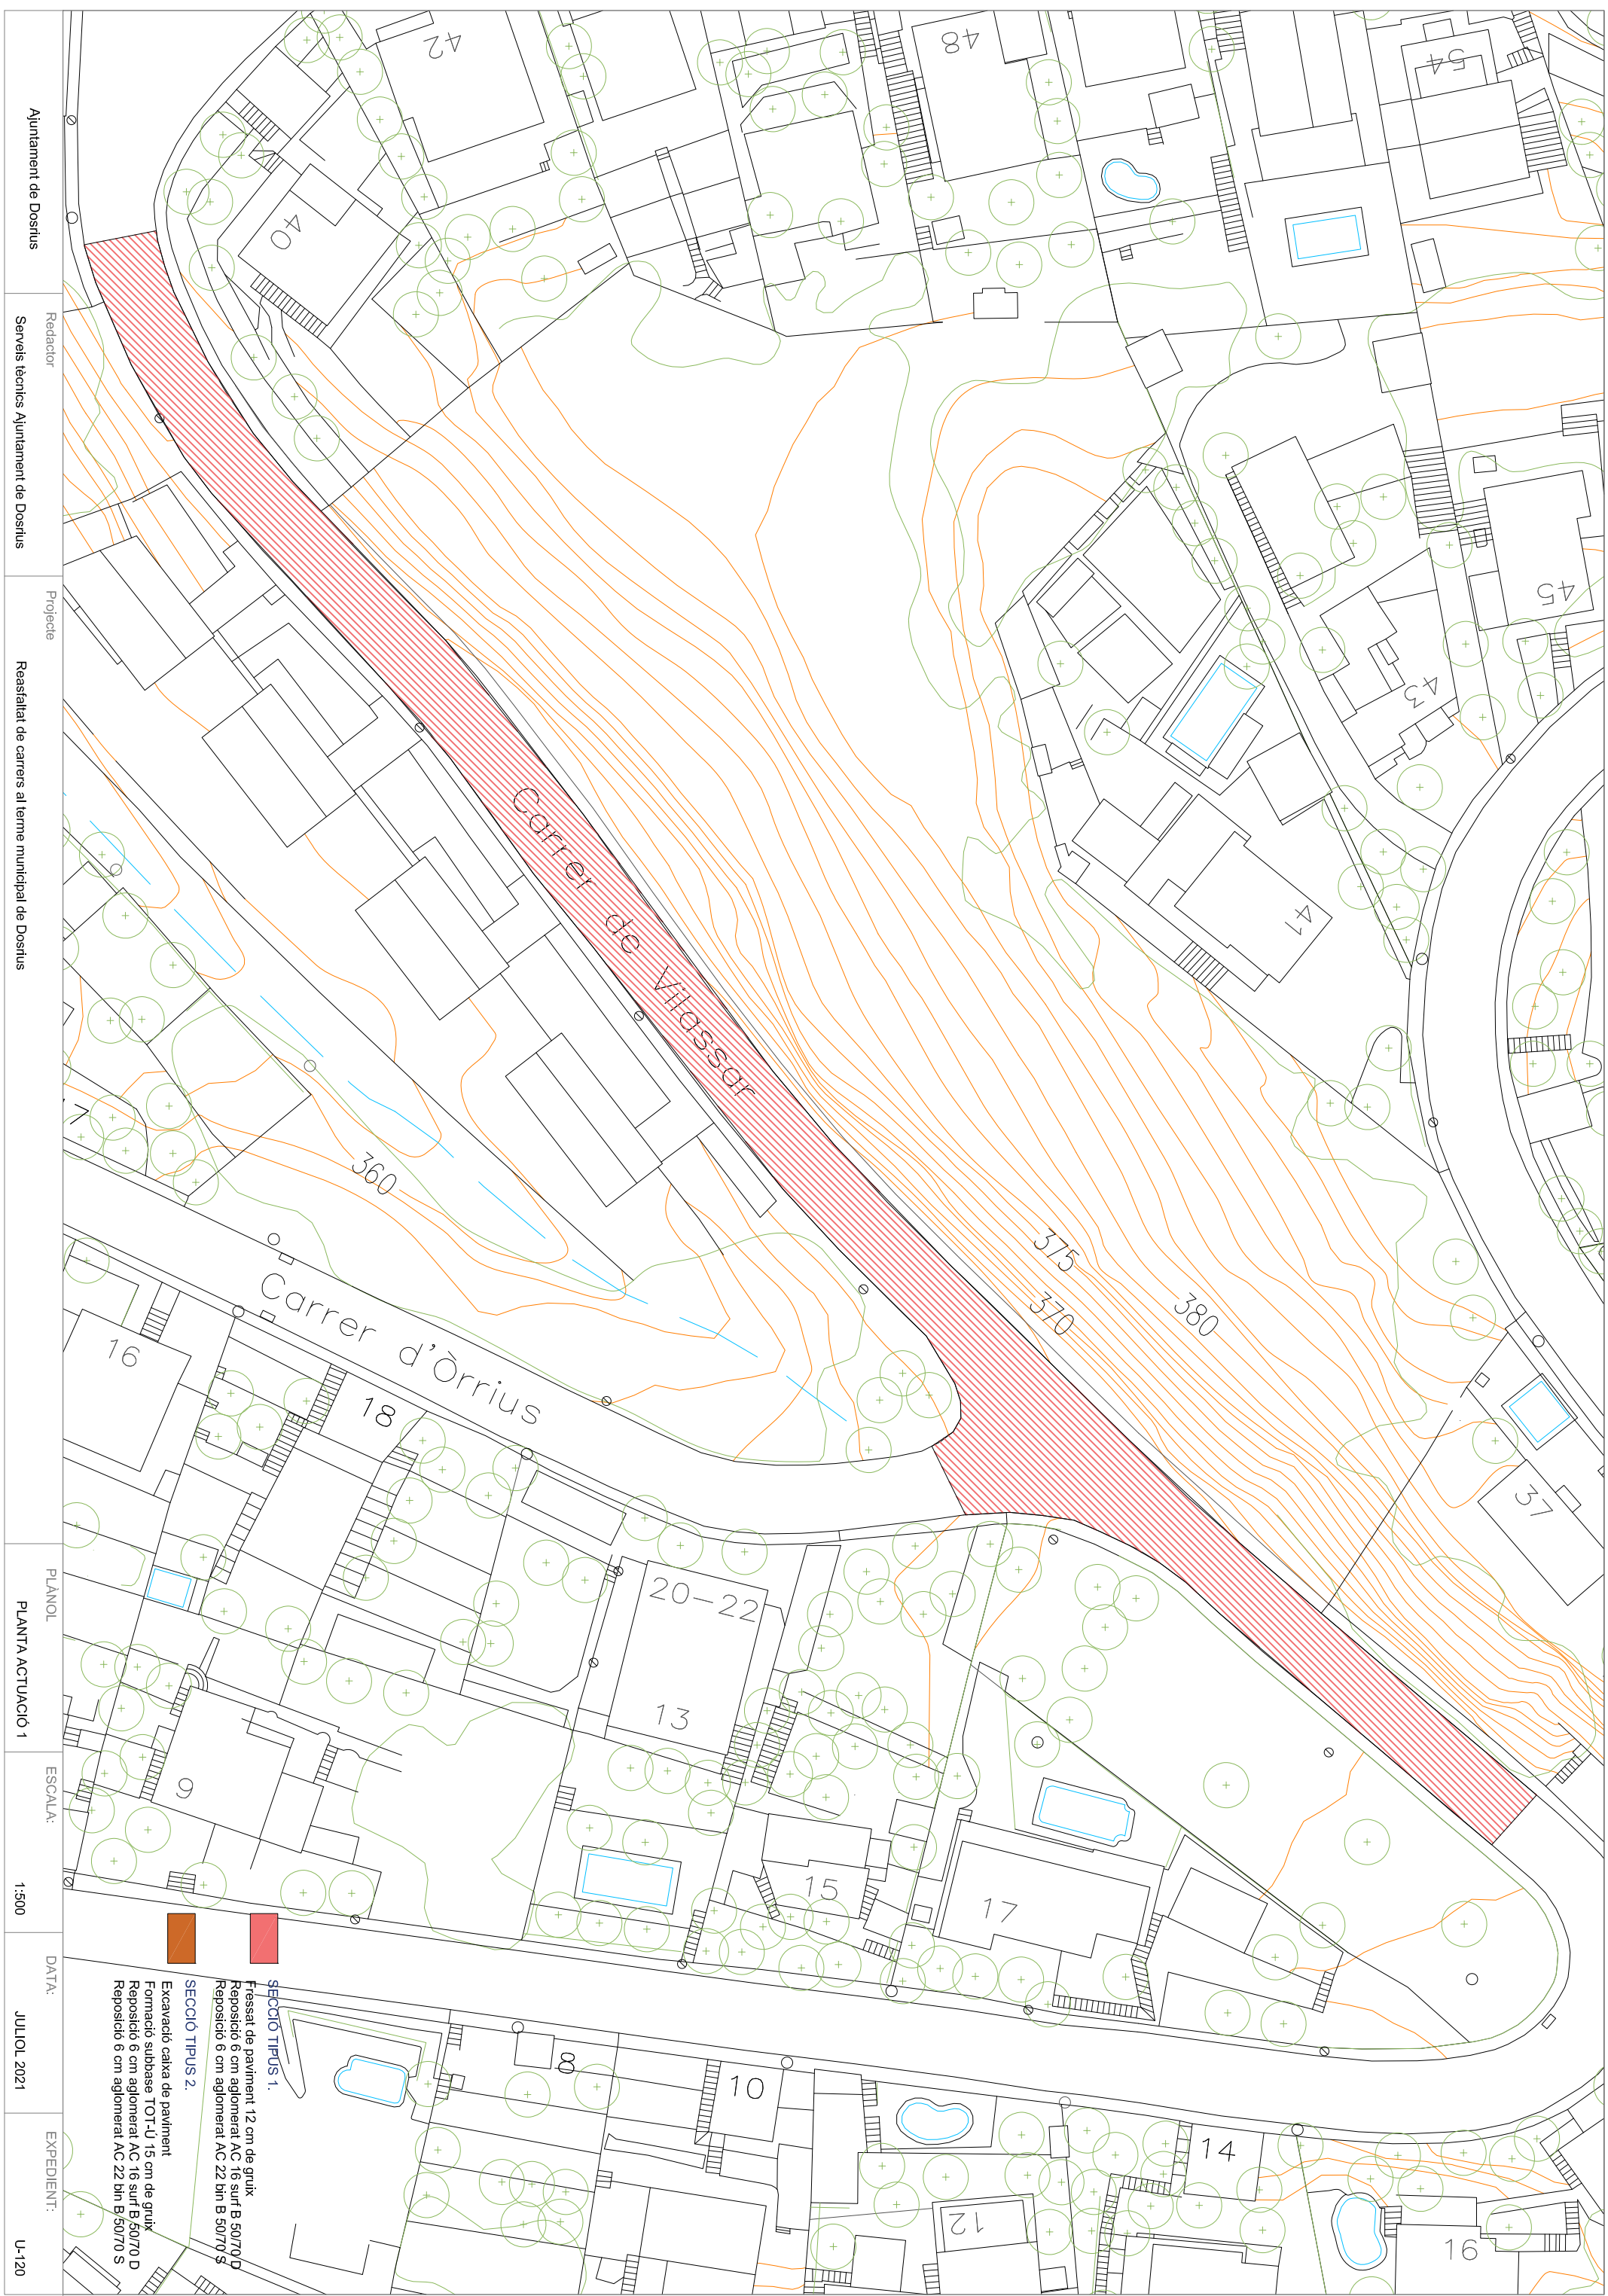 Ajuntament de Dosrius
Redactor
Serveis tècnics Ajuntament de Dosrius
Projecte
Reasfaltat de carrers al terme municipal de Dosrius
PLÀNOL
PLANTA ACTUACIÓ 1
ESCALA:
1:500
DATA:
JULIOL 2021
EXPEDIENT:
U-120
SECCIÓ TIPUS 1.
Fressat de paviment 12 cm de gruix
Reposició 6 cm aglomerat AC 16 surf B 50/70 D
Reposició 6 cm aglomerat AC 22 bin B 50/70 S
SECCIÓ TIPUS 2.
Excavació caixa de paviment
Formació subbase TOT-Ú 15 cm de gruix
Reposició 6 cm aglomerat AC 16 surf B 50/70 D
Reposició 6 cm aglomerat AC 22 bin B 50/70 S
Carrer de Vilassar
Carrer d'Òrrius
42
48
54
40
45
43
41
37
360
375
370
380
16
18
20-22
13
9
15
17
8
10
12
14
16